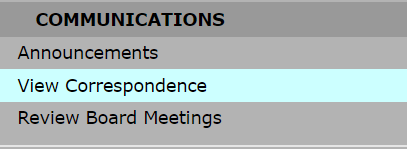 COMMUNICATIONS
Announcements
View Correspondence
Review Board Meetings